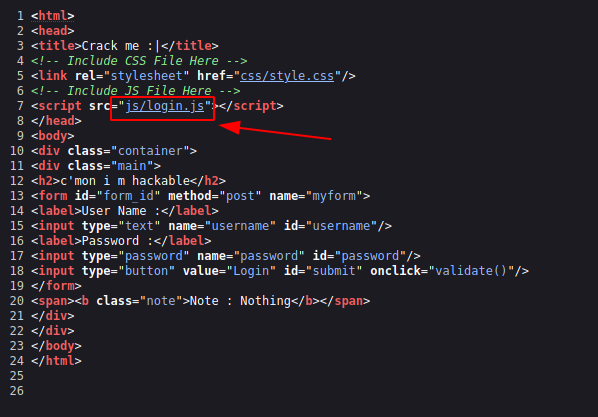 1 <html>
2 <head>
3 <title>Crack me :|</title>
4 <!-- Include CSS File Here -->
5 <link rel="stylesheet" href="css/style.css"/>
6 <!-- Include JS File Here -->
7 <script src="js/login.js"></script>
8 </head>
9 <body>
10 <div class="container">
11 <div class="main">
12 <h2>c'mon i m hackable</h2>
13 <form id="form_id" method="post" name="myform">
14 <label>User Name :</label>
15 <input type="text" name="username" id="username"/>
16 <label>Password :</label>
17 <input type="password" name="password" id="password"/>
18 <input type="button" value="Login" id="submit" onclick="validate()"/>
19 </form>
20 <span><b class="note">Note : Nothing</b></span>
21 </div>
22 </div>
23 </body>
24 </html>
25
26